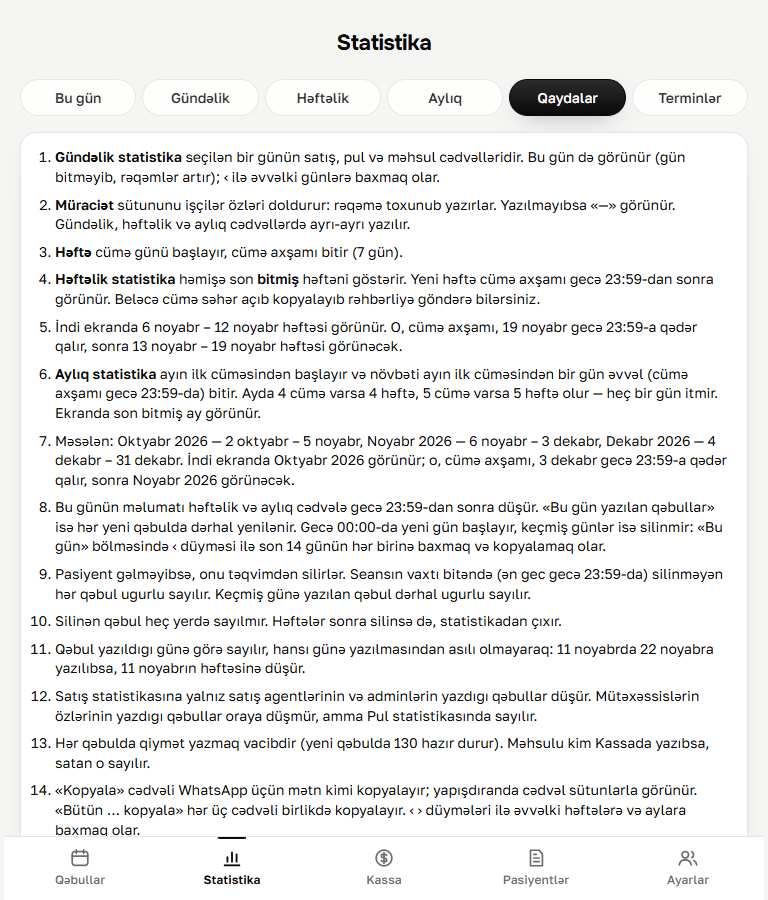 Statistika
Bu gün
Gündəlik
Həftəlik
Aylıq
Qaydalar
Terminlər
1. Gündəlik statistika seçilən bir günün satış, pul və məhsul cədvəlləridir. Bu gün də görünür (gün
bitməyib, rəqəmlər artır); ‹ ilə əvvəlki günlərə baxmaq olar.
2. Müraciət sütununu işçilər özləri doldurur: rəqəmə toxunub yazırlar. Yazılmayıbsa «—» görünür.
Gündəlik, həftəlik və aylıq cədvəllərdə ayrı-ayrı yazılır.
3. Həftə cümə günü başlayır, cümə axşamı bitir (7 gün).
4. Həftəlik statistika həmişə son bitmiş həftəni göstərir. Yeni həftə cümə axşamı gecə 23:59-dan sonra
görünür. Beləcə cümə səhər açıb kopyalayıb rəhbərliyə göndərə bilərsiniz.
5. İndi ekranda 6 noyabr – 12 noyabr həftəsi görünür. O, cümə axşamı, 19 noyabr gecə 23:59-a qədər
qalır, sonra 13 noyabr – 19 noyabr həftəsi görünəcək.
6. Aylıq statistika ayın ilk cüməsindən başlayır və növbəti ayın ilk cüməsindən bir gün əvvəl (cümə
axşamı gecə 23:59-da) bitir. Ayda 4 cümə varsa 4 həftə, 5 cümə varsa 5 həftə olur — heç bir gün itmir.
Ekranda son bitmiş ay görünür.
7. Məsələn: Oktyabr 2026 — 2 oktyabr – 5 noyabr, Noyabr 2026 — 6 noyabr – 3 dekabr, Dekabr 2026 — 4
dekabr – 31 dekabr. İndi ekranda Oktyabr 2026 görünür; o, cümə axşamı, 3 dekabr gecə 23:59-a qədər
qalır, sonra Noyabr 2026 görünəcək.
8. Bu günün məlumatı həftəlik və aylıq cədvələ gecə 23:59-dan sonra düşür. «Bu gün yazılan qəbullar»
isə hər yeni qəbulda dərhal yenilənir. Gecə 00:00-da yeni gün başlayır, keçmiş günlər isə silinmir: «Bu
gün» bölməsində ‹ düyməsi ilə son 14 günün hər birinə baxmaq və kopyalamaq olar.
9. Pasiyent gəlməyibsə, onu təqvimdən silirlər. Seansın vaxtı bitəndə (ən gec gecə 23:59-da) silinməyən
hər qəbul ugurlu sayılır. Keçmiş günə yazılan qəbul dərhal ugurlu sayılır.
10. Silinən qəbul heç yerdə sayılmır. Həftələr sonra silinsə də, statistikadan çıxır.
11. Qəbul yazıldıgı günə görə sayılır, hansı günə yazılmasından asılı olmayaraq: 11 noyabrda 22 noyabra
yazılıbsa, 11 noyabrın həftəsinə düşür.
12. Satış statistikasına yalnız satış agentlərinin və adminlərin yazdıgı qəbullar düşür. Mütəxəssislərin
özlərinin yazdıgı qəbullar oraya düşmür, amma Pul statistikasında sayılır.
13. Hər qəbulda qiymət yazmaq vacibdir (yeni qəbulda 130 hazır durur). Məhsulu kim Kassada yazıbsa,
satan o sayılır.
14. «Kopyala» cədvəli WhatsApp üçün mətn kimi kopyalayır; yapışdıranda cədvəl sütunlarla görünür.
«Bütün ... kopyala» hər üç cədvəli birlikdə kopyalayır. ‹ › düymələri ilə əvvəlki həftələrə və aylara
baxmaq olar.
Qəbullar
Statistika
Kassa
Pasiyentlər
Ayarlar